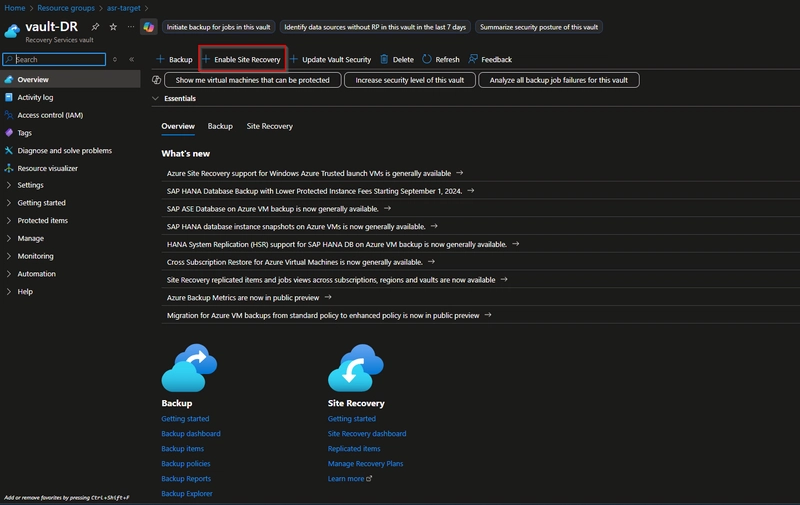 Home > Resource groups > asr-target >
vault-DR
Recovery Services vault
Initiate backup for jobs in this vault
Identify data sources without RP in this vault in the last 7 days
Summarize security posture of this vault
Search
Backup
Enable Site Recovery
Update Vault Security
Delete
Refresh
Feedback
Show me virtual machines that can be protected
Increase security level of this vault
Analyze all backup job failures for this vault
Overview
Activity log
Access control (IAM)
Tags
Diagnose and solve problems
Resource visualizer
Settings
Getting started
Protected items
Manage
Monitoring
Automation
Help
Essentials
Overview
Backup
Site Recovery
What's new
Azure Site Recovery support for Windows Azure Trusted launch VMs is generally available →
SAP HANA Database Backup with Lower Protected Instance Fees Starting September 1, 2024. →
SAP ASE Database on Azure VM backup is now generally available. →
SAP HANA database instance snapshots on Azure VMs is now generally available. →
HANA System Replication (HSR) support for SAP HANA DB on Azure VM backup is now generally available. →
Cross Subscription Restore for Azure Virtual Machines is now generally available. →
Site Recovery replicated items and jobs views across subscriptions, regions and vaults are now available →
Azure Backup Metrics are now in public preview →
Migration for Azure VM backups from standard policy to enhanced policy is now in public preview →
Backup
Getting started
Backup dashboard
Backup items
Backup policies
Backup Reports
Backup Explorer
Site Recovery
Getting started
Site Recovery dashboard
Replicated items
Manage Recovery Plans
Learn more
Add or remove favorites by pressing Ctrl+Shift+F